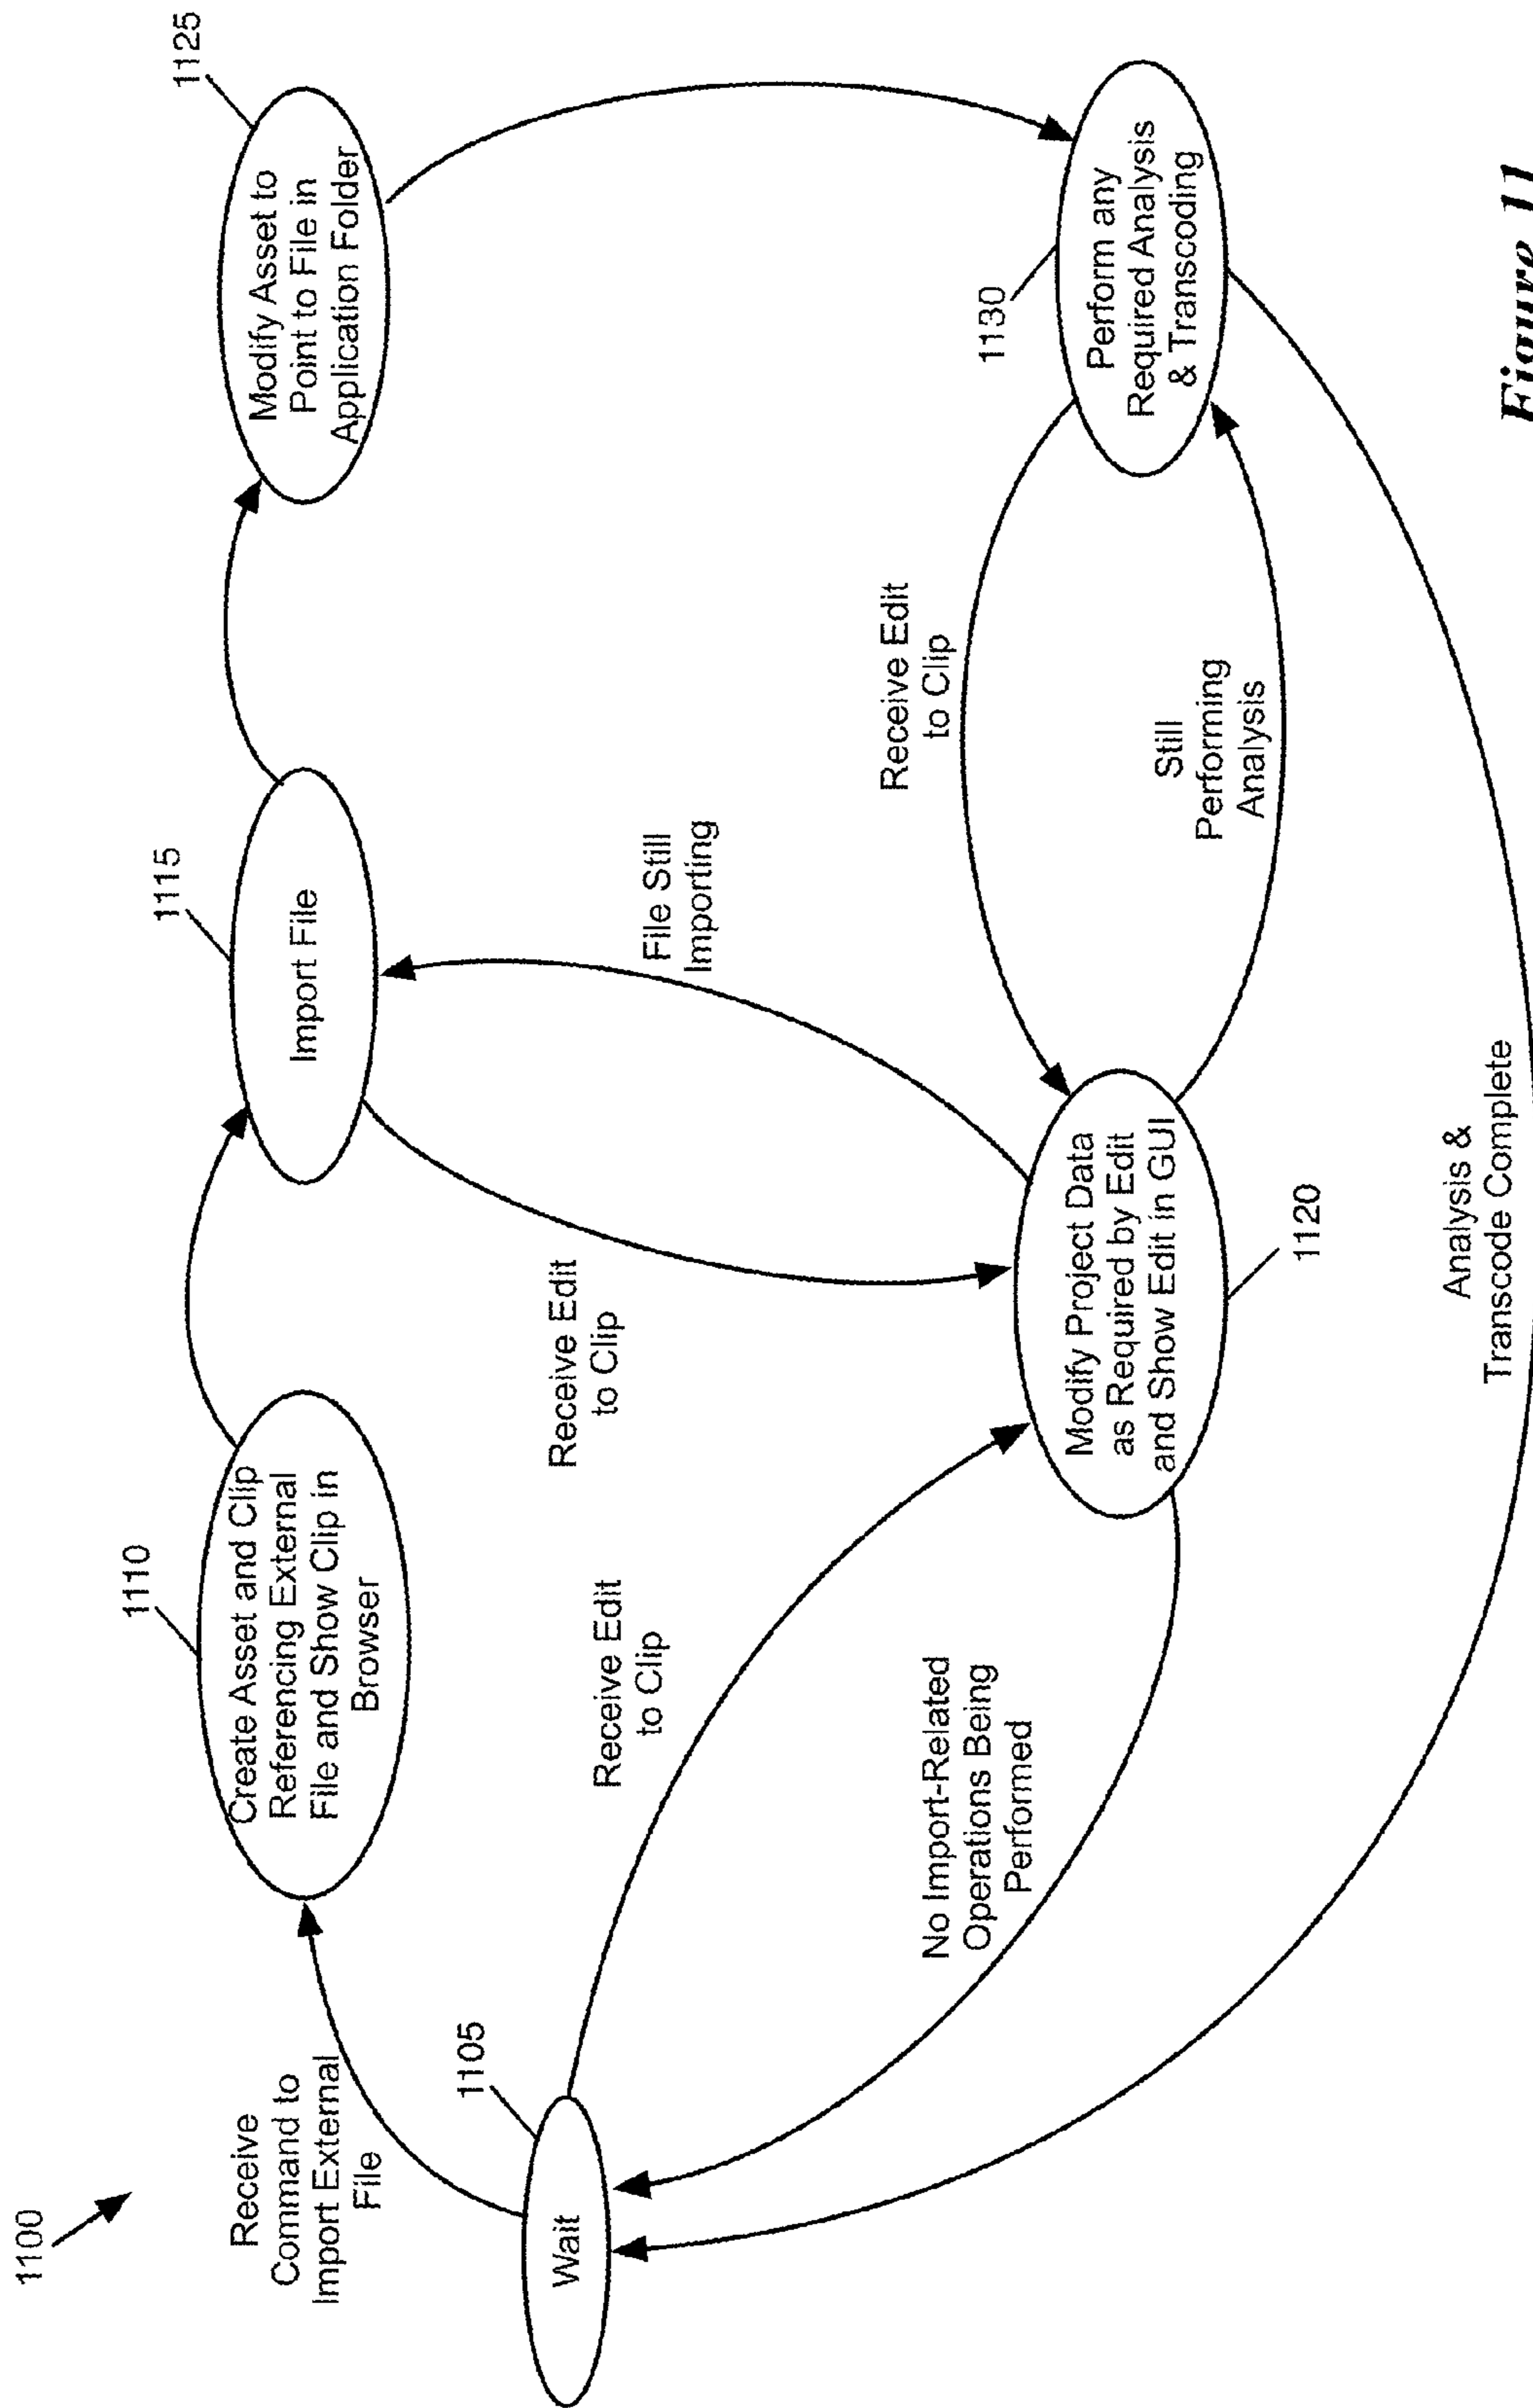 1100
Receive
Command to
Import External
File
1105
Wait
1110
Create Asset and Clip
Referencing External
File and Show Clip in
Browser
1115
Import File
1125
Modify Asset to
Point to File in
Application Folder
Receive Edit
to Clip
Receive Edit
to Clip
File Still
Importing
Receive Edit
to Clip
1130
Perform any
Required Analysis
& Transcoding
No Import-Related
Operations Being
Performed
Modify Project Data
as Required by Edit
and Show Edit in GUI
1120
Still
Performing
Analysis
Analysis &
Transcode Complete
Figure 11